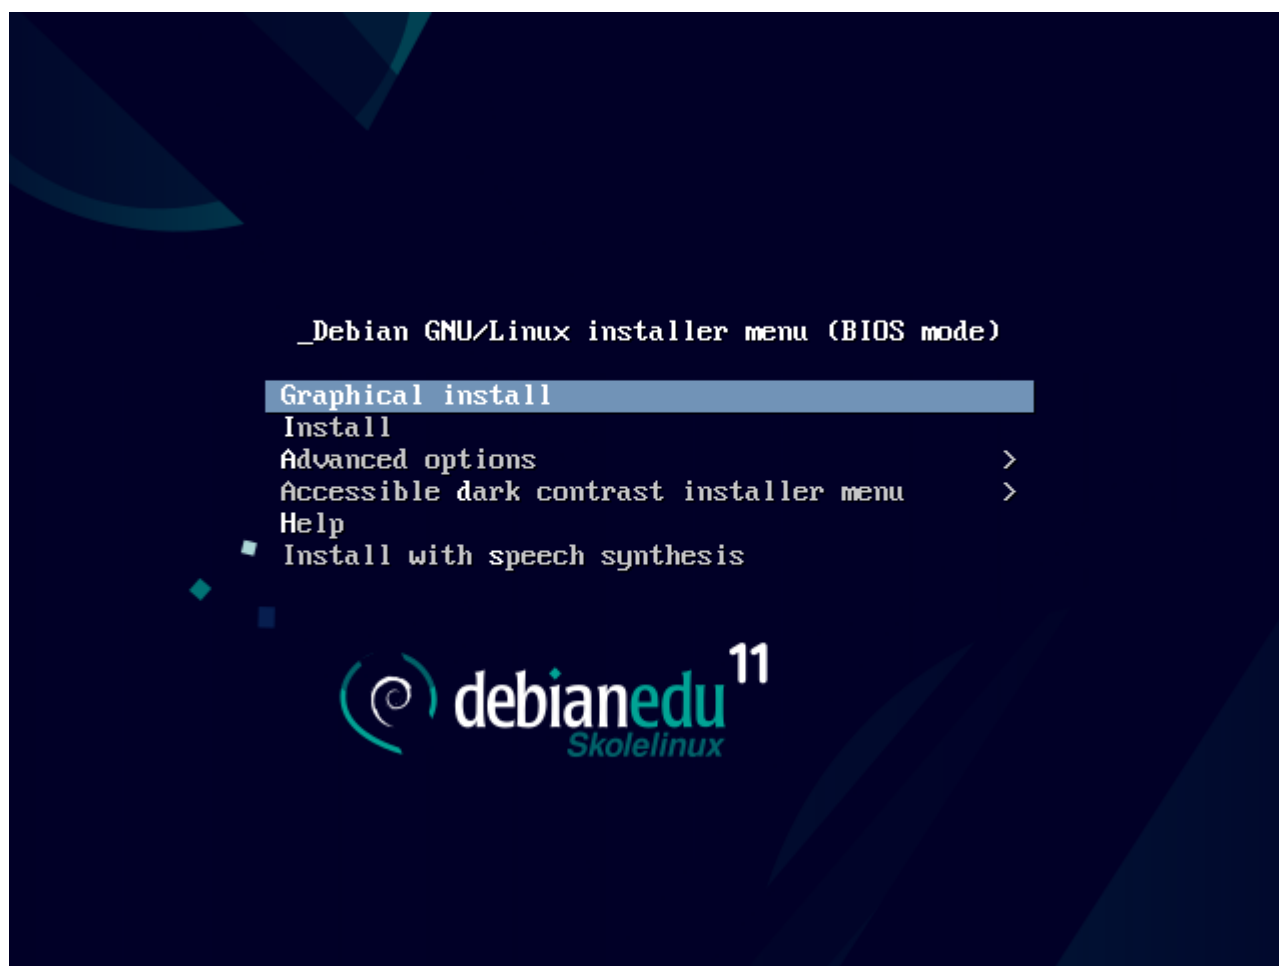 _Debian GNU/Linux installer menu (BIOS mode)
Graphical install
Install
Advanced options >
Accessible dark contrast installer menu >
Help
Install with speech synthesis
debianedu 11
Skolelinux